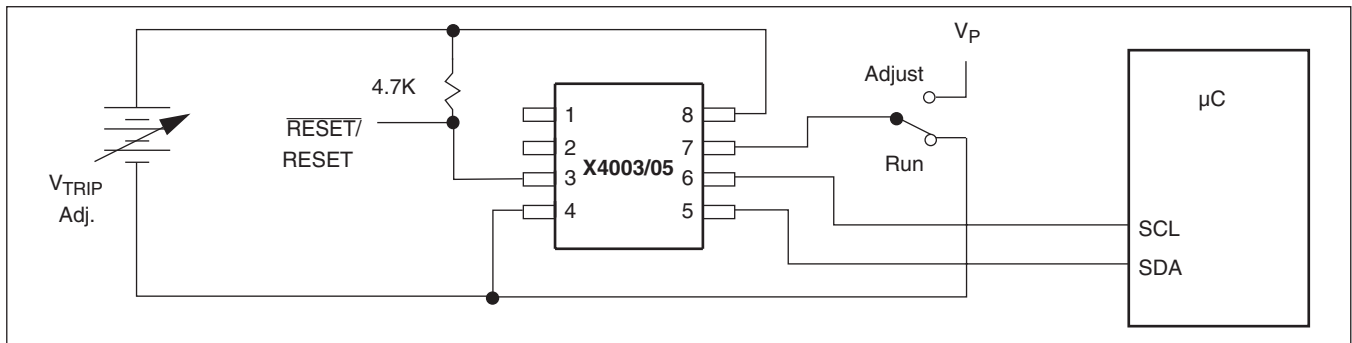 V_P
Adjust
µC
4.7K
1
8
RESET/
RESET
2
7
X4003/05
Run
3
6
V_TRIP
Adj.
4
5
SCL
SDA